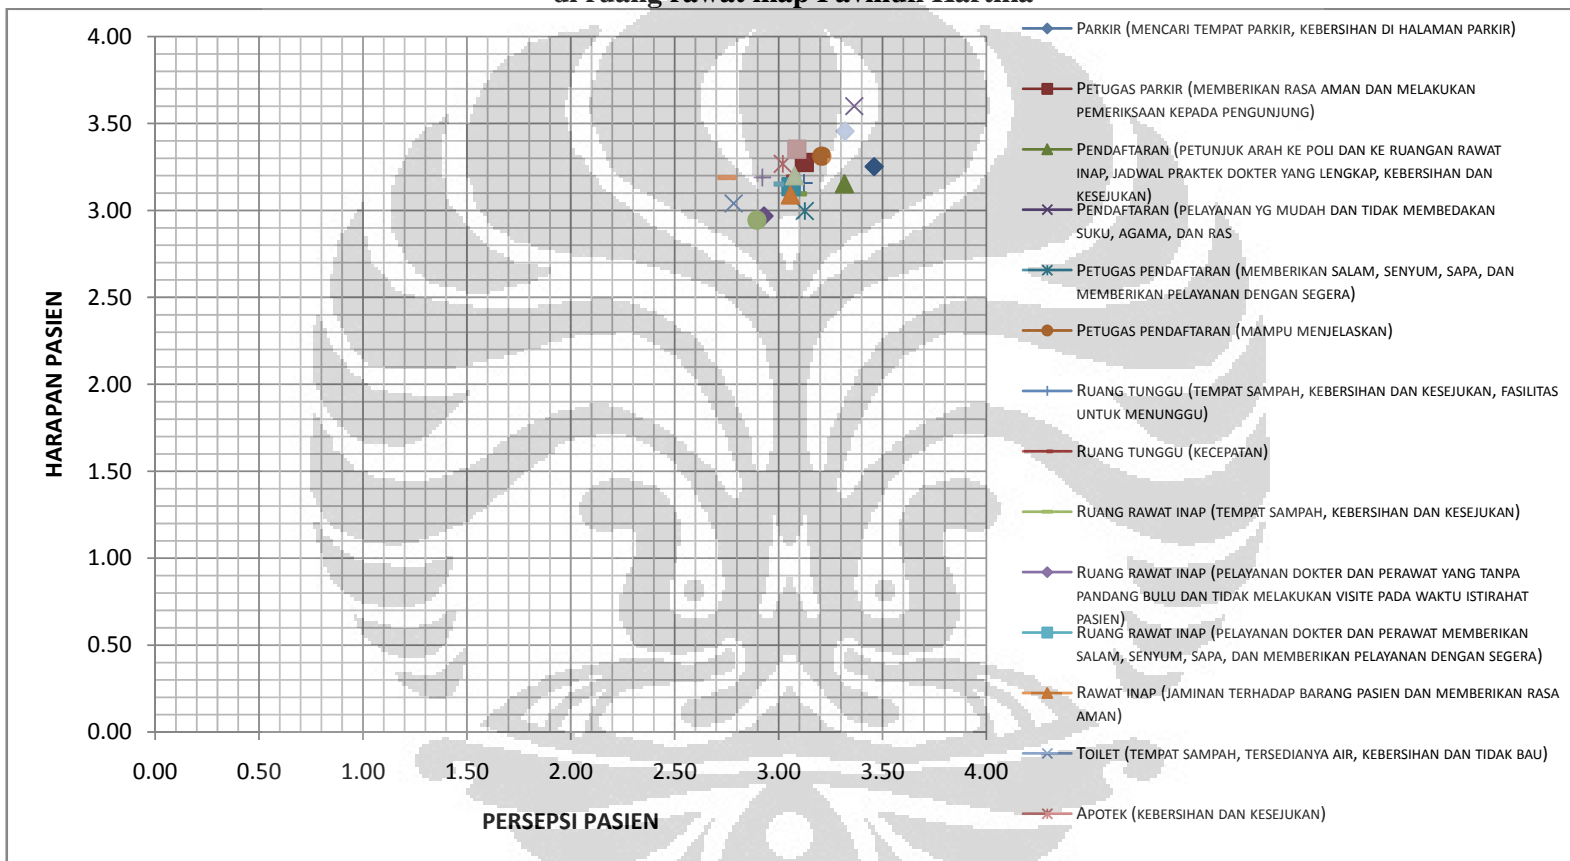 di ruang rawat inap Pavillun Kartika
4.00
3.50
3.00
2.50
2.00
1.50
1.00
0.50
0.00
HARAPAN PASIEN
0.00 0.50 1.00 1.50 2.00 2.50 3.00 3.50 4.00
PERSEPSI PASIEN
PARKIR (MENCARI TEMPAT PARKIR, KEBERSIHAN DI HALAMAN PARKIR)
PETUGAS PARKIR (MEMBERIKAN RASA AMAN DAN MELAKUKAN
PEMERIKSAAN KEPADA PENGUNJUNG)
PENDAFTARAN (PETUNJUK ARAH KE POLI DAN KE RUANGAN RAWAT
INAP, JADWAL PRAKTEK DOKTER YANG LENGKAP, KEBERSIHAN DAN
KESEJUKAN)
PENDAFTARAN (PELAYANAN YG MUDAH DAN TIDAK MEMBEDAKAN
SUKU, AGAMA, DAN RAS
PETUGAS PENDAFTARAN (MEMBERIKAN SALAM, SENYUM, SAPA, DAN
MEMBERIKAN PELAYANAN DENGAN SEGERA)
PETUGAS PENDAFTARAN (MAMPU MENJELASKAN)
RUANG TUNGGU (TEMPAT SAMPAH, KEBERSIHAN DAN KESEJUKAN, FASILITAS
UNTUK MENUNGGU)
RUANG TUNGGU (KECEPATAN)
RUANG RAWAT INAP (TEMPAT SAMPAH, KEBERSIHAN DAN KESEJUKAN)
RUANG RAWAT INAP (PELAYANAN DOKTER DAN PERAWAT YANG TANPA
PANDANG BULU DAN TIDAK MELAKUKAN VISITE PADA WAKTU ISTIRAHAT
PASIEN)
RUANG RAWAT INAP (PELAYANAN DOKTER DAN PERAWAT MEMBERIKAN
SALAM, SENYUM, SAPA, DAN MEMBERIKAN PELAYANAN DENGAN SEGERA)
RAWAT INAP (JAMINAN TERHADAP BARANG PASIEN DAN MEMBERIKAN RASA
AMAN)
TOILET (TEMPAT SAMPAH, TERSEDIANYA AIR, KEBERSIHAN DAN TIDAK BAU)
APOTEK (KEBERSIHAN DAN KESEJUKAN)